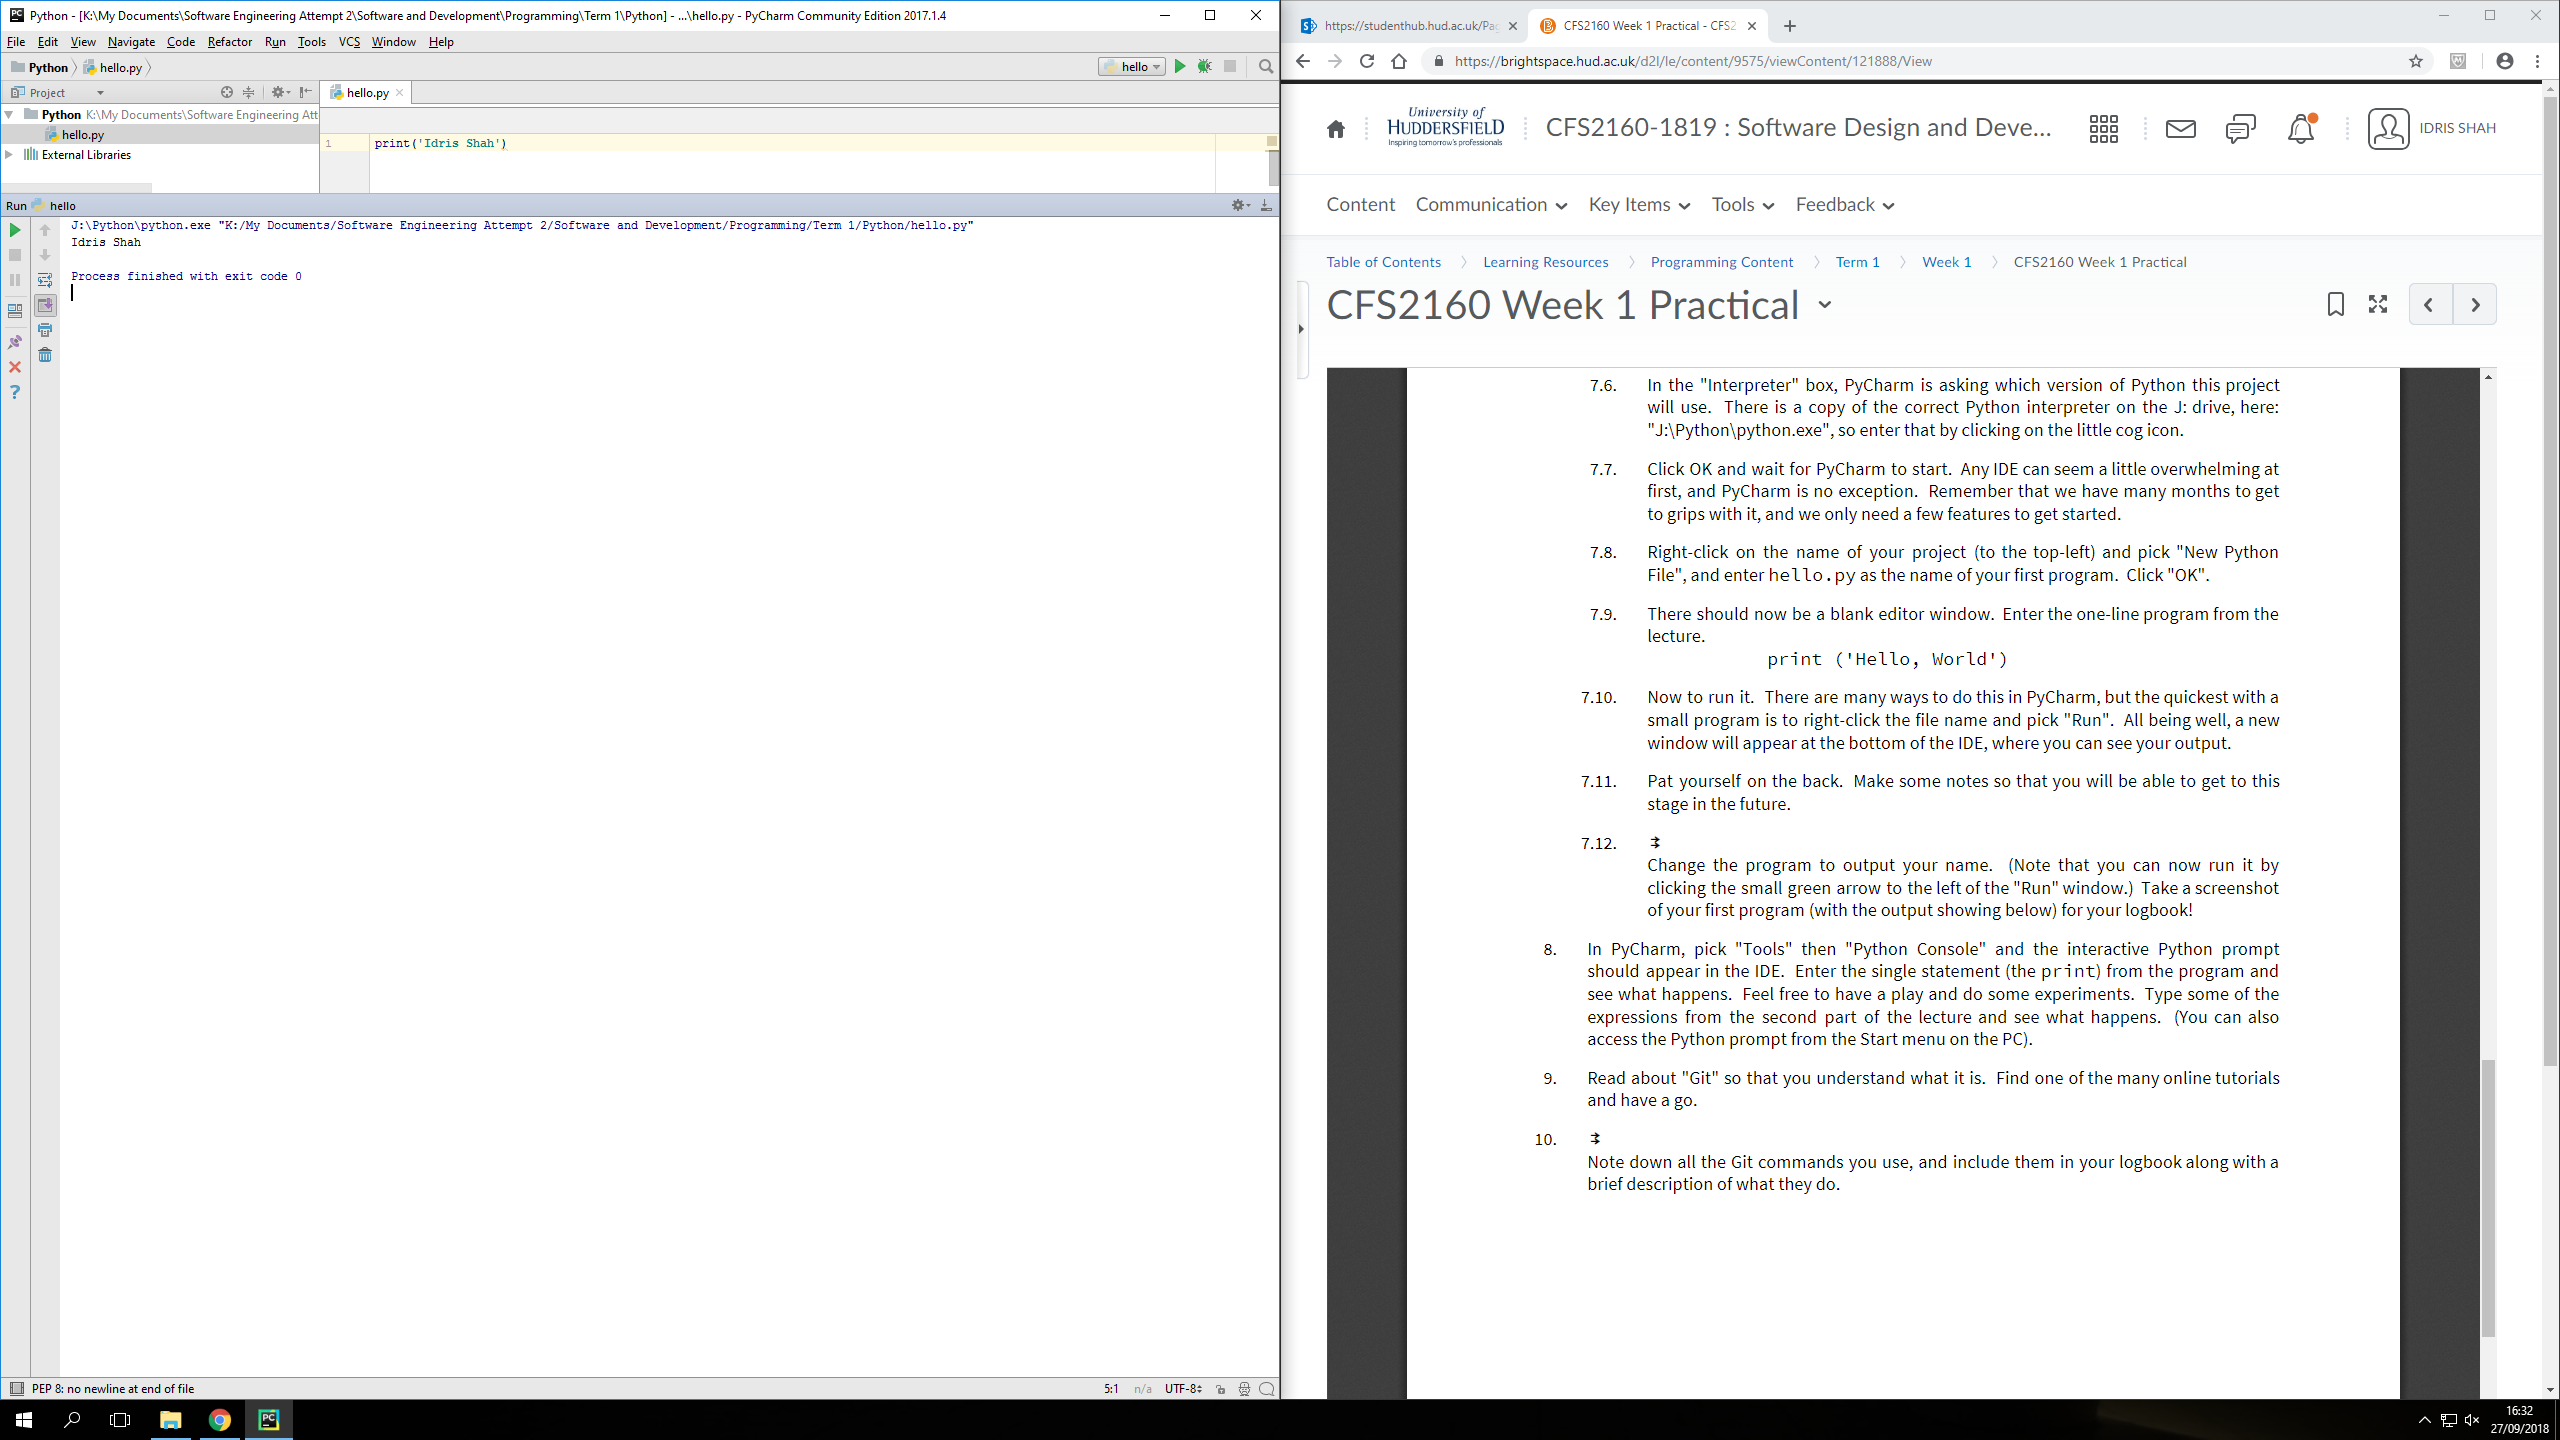 Python - [K:\My Documents\Software Engineering Attempt 2\Software and Development\Programming\Term 1\Python] - ...\hello.py - PyCharm Community Edition 2017.1.4
File Edit View Navigate Code Refactor Run Tools VCS Window Help
Python hello.py
hello
Project
hello.py
Python K:\My Documents\Software Engineering Att
hello.py
External Libraries
1 print('Idris Shah')
Run hello
J:\Python\python.exe "K:/My Documents/Software Engineering Attempt 2/Software and Development/Programming/Term 1/Python/hello.py"
Idris Shah
Process finished with exit code 0
PEP 8: no newline at end of file
5:1 n/a UTF-8
https://studenthub.hud.ac.uk/Pag
CFS2160 Week 1 Practical - CFS2
https://brightspace.hud.ac.uk/d2l/le/content/9575/viewContent/121888/View
University of
HUDDERSFIELD
Inspiring tomorrow's professionals
CFS2160-1819 : Software Design and Deve...
IDRIS SHAH
Content Communication Key Items Tools Feedback
Table of Contents Learning Resources Programming Content Term 1 Week 1 CFS2160 Week 1 Practical
CFS2160 Week 1 Practical
7.6. In the "Interpreter" box, PyCharm is asking which version of Python this project
will use. There is a copy of the correct Python interpreter on the J: drive, here:
"J:\Python\python.exe", so enter that by clicking on the little cog icon.
7.7. Click OK and wait for PyCharm to start. Any IDE can seem a little overwhelming at
first, and PyCharm is no exception. Remember that we have many months to get
to grips with it, and we only need a few features to get started.
7.8. Right-click on the name of your project (to the top-left) and pick "New Python
File", and enter hello.py as the name of your first program. Click "OK".
7.9. There should now be a blank editor window. Enter the one-line program from the
lecture.
print ('Hello, World')
7.10. Now to run it. There are many ways to do this in PyCharm, but the quickest with a
small program is to right-click the file name and pick "Run". All being well, a new
window will appear at the bottom of the IDE, where you can see your output.
7.11. Pat yourself on the back. Make some notes so that you will be able to get to this
stage in the future.
7.12.
Change the program to output your name. (Note that you can now run it by
clicking the small green arrow to the left of the "Run" window.) Take a screenshot
of your first program (with the output showing below) for your logbook!
8. In PyCharm, pick "Tools" then "Python Console" and the interactive Python prompt
should appear in the IDE. Enter the single statement (the print) from the program and
see what happens. Feel free to have a play and do some experiments. Type some of the
expressions from the second part of the lecture and see what happens. (You can also
access the Python prompt from the Start menu on the PC).
9. Read about "Git" so that you understand what it is. Find one of the many online tutorials
and have a go.
10.
Note down all the Git commands you use, and include them in your logbook along with a
brief description of what they do.
16:32
27/09/2018